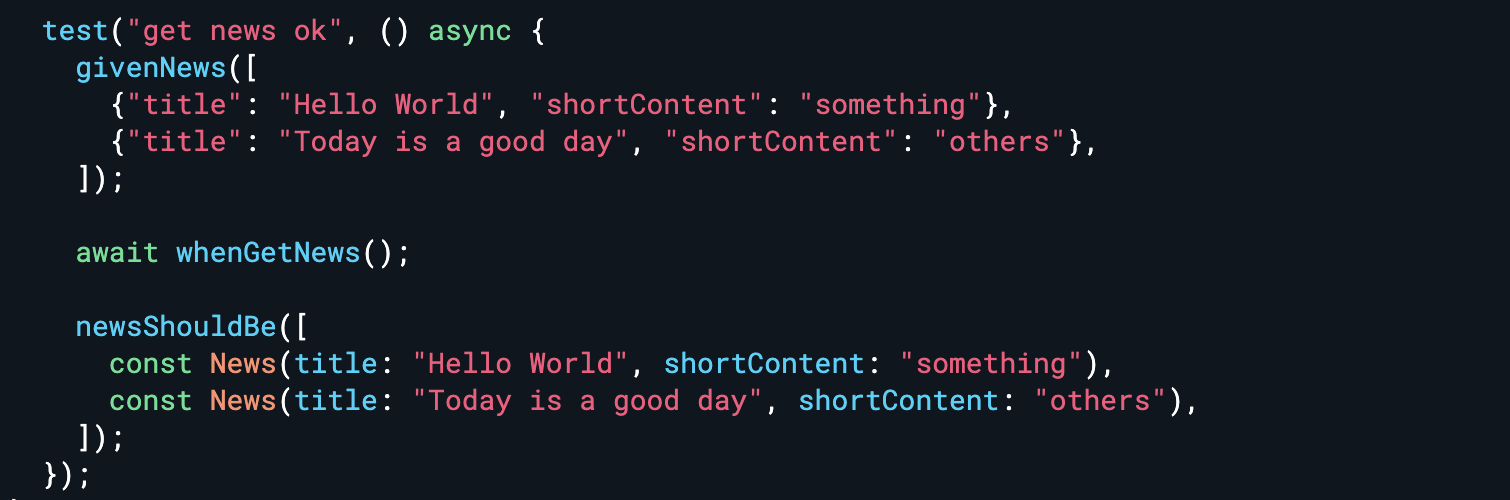 test("get news ok", () async {
  givenNews([
    {"title": "Hello World", "shortContent": "something"},
    {"title": "Today is a good day", "shortContent": "others"},
  ]);

  await whenGetNews();

  newsShouldBe([
    const News(title: "Hello World", shortContent: "something"),
    const News(title: "Today is a good day", shortContent: "others"),
  ]);
});